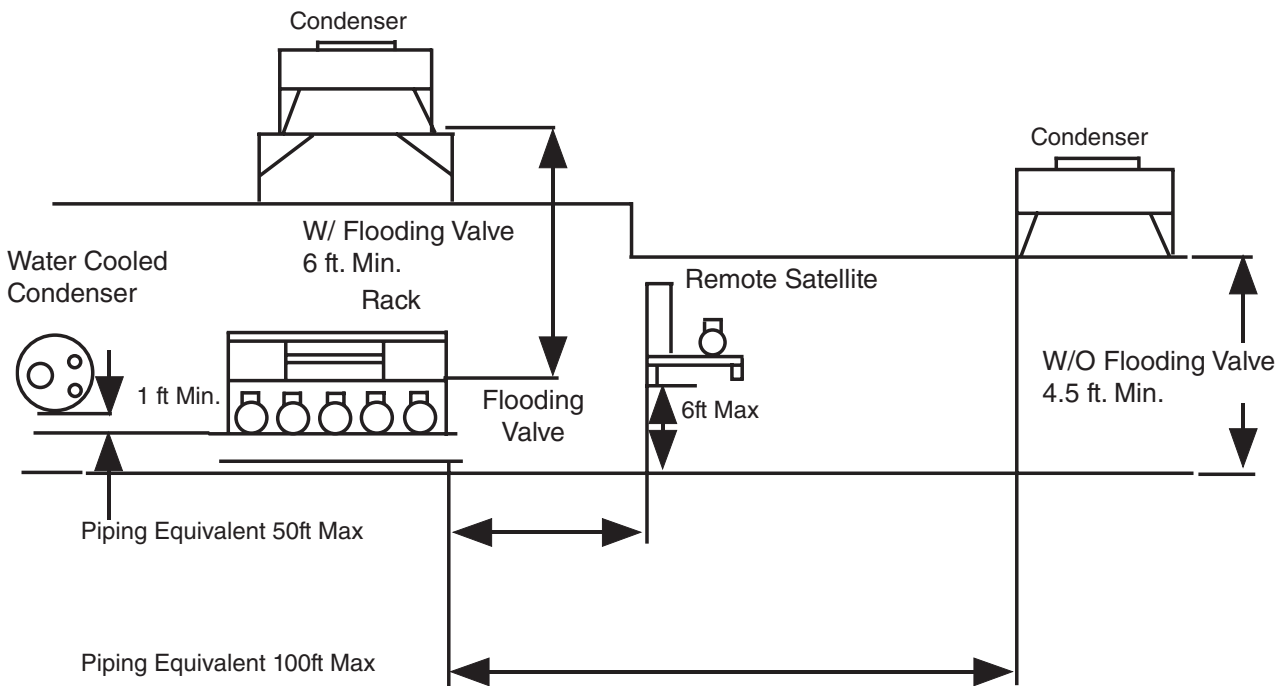 Condenser
Condenser
W/ Flooding Valve
6 ft. Min.
Water Cooled
Condenser
Rack
Remote Satellite
W/O Flooding Valve
4.5 ft. Min.
1 ft Min.
Flooding
Valve
6ft Max
Piping Equivalent 50ft Max
Piping Equivalent 100ft Max